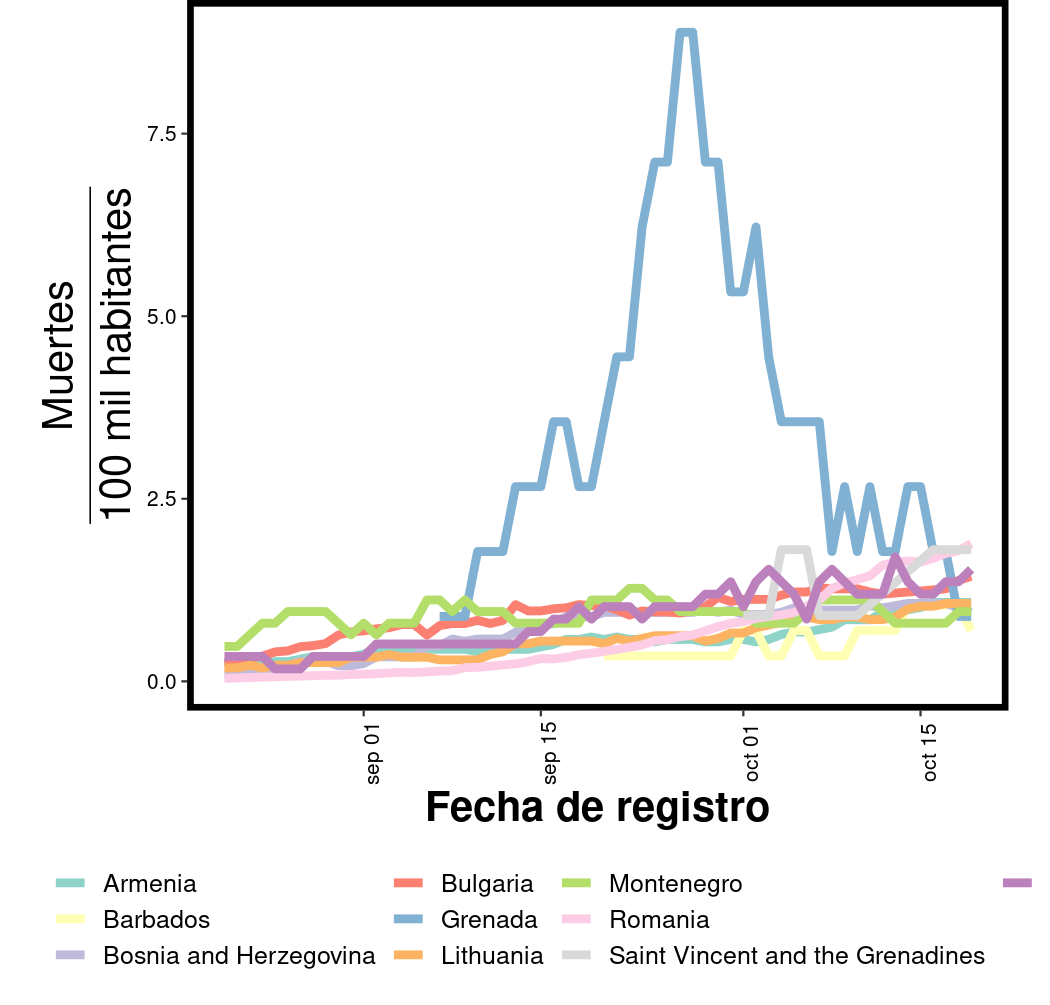 Muertes
100 mil habitantes
7.5
5.0
2.5
0.0
sep 01
sep 15
oct 01
oct 15
Fecha de registro
Armenia
Bulgaria
Montenegro
Barbados
Grenada
Romania
Bosnia and Herzegovina
Lithuania
Saint Vincent and the Grenadines